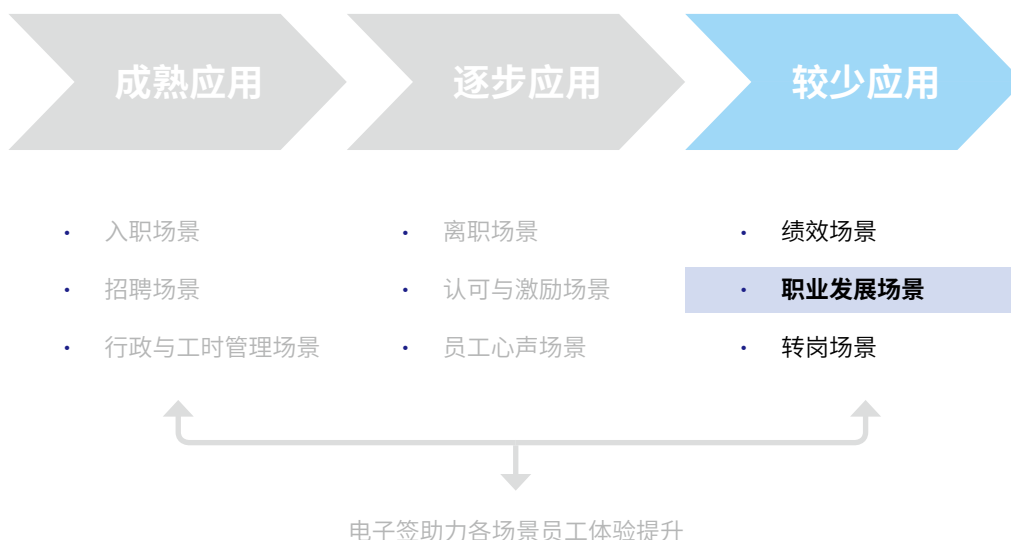 成熟应用
逐步应用
较少应用
· 入职场景
· 招聘场景
· 行政与工时管理场景
· 离职场景
· 认可与激励场景
· 员工心声场景
· 绩效场景
· 职业发展场景
· 转岗场景
电子签助力各场景员工体验提升